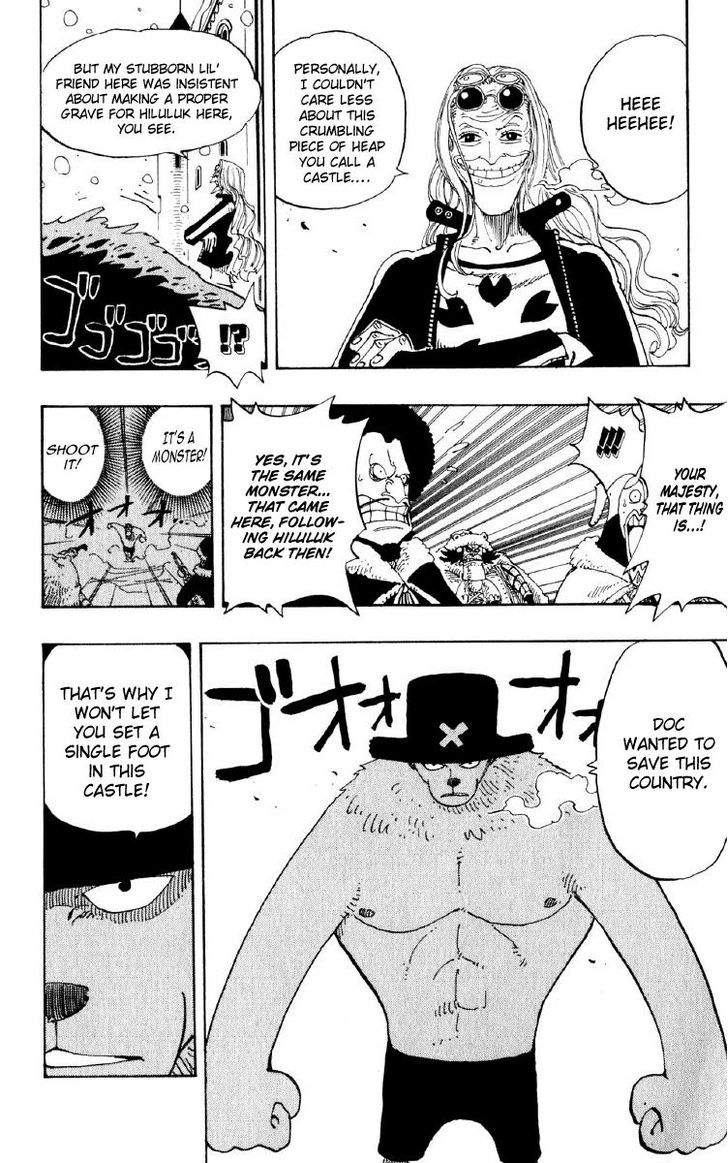 HEEE
HEEHEE!
PERSONALLY,
I COULDN'T
CARE LESS
ABOUT THIS
CRUMBLING
PIECE OF HEAP
YOU CALL A
CASTLE....
BUT MY STUBBORN LIL'
FRIEND HERE WAS INSISTENT
ABOUT MAKING A PROPER
GRAVE FOR HILULUK HERE,
YOU SEE.
ゴゴゴゴ
!?
YOUR
MAJESTY,
THAT THING
IS...!
!!!
YES, IT'S
THE SAME
MONSTER...
THAT CAME
HERE, FOLLOW-
ING HILULUK
BACK THEN!
IT'S A
MONSTER!
SHOOT
IT!
オオオ
DOC
WANTED TO
SAVE THIS
COUNTRY.
ゴオオオオ
THAT'S WHY I
WON'T LET
YOU SET A
SINGLE FOOT
IN THIS
CASTLE!